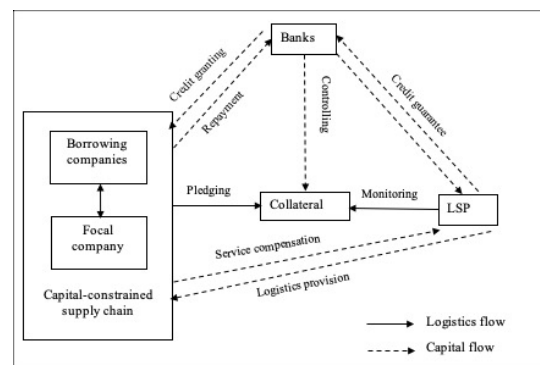 Banks
Credit granting
Repayment
Controlling
Credit guarantee
Borrowing
companies
Pledging
Collateral
Monitoring
LSP
Focal
company
Service compensation
Logistics provision
Capital-constrained
supply chain
Logistics flow
Capital flow